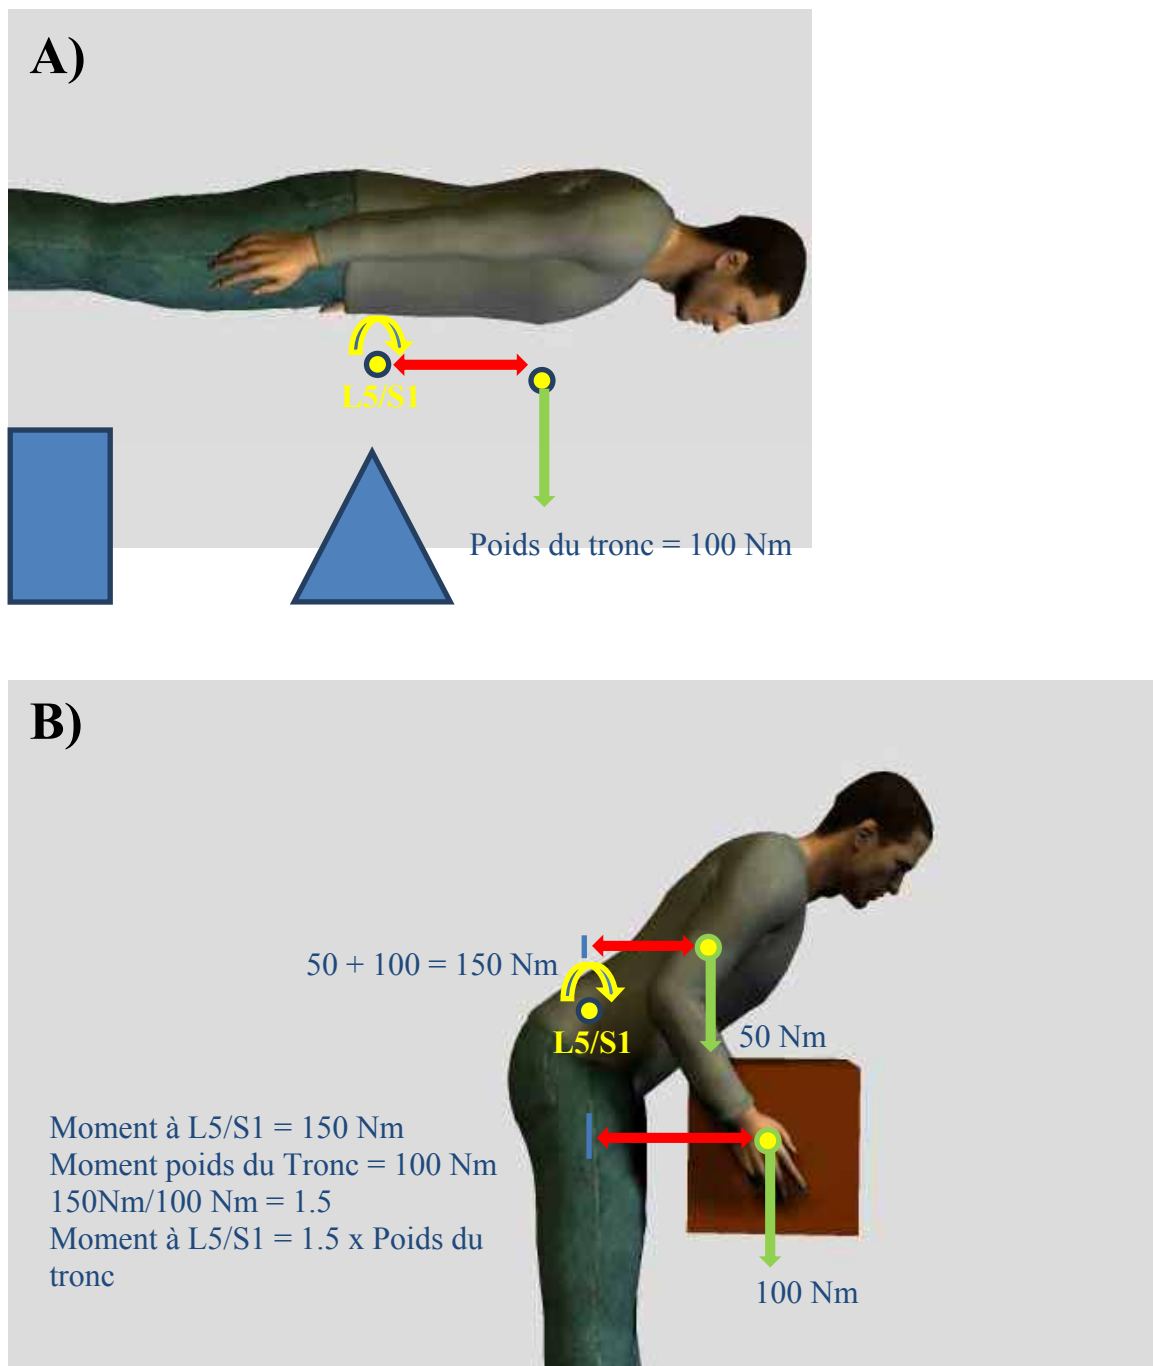 A)
L5/S1
Poids du tronc = 100 Nm
B)
50 + 100 = 150 Nm
L5/S1
50 Nm
Moment à L5/S1 = 150 Nm
Moment poids du Tronc = 100 Nm
150Nm/100 Nm = 1.5
Moment à L5/S1 = 1.5 x Poids du
tronc
100 Nm